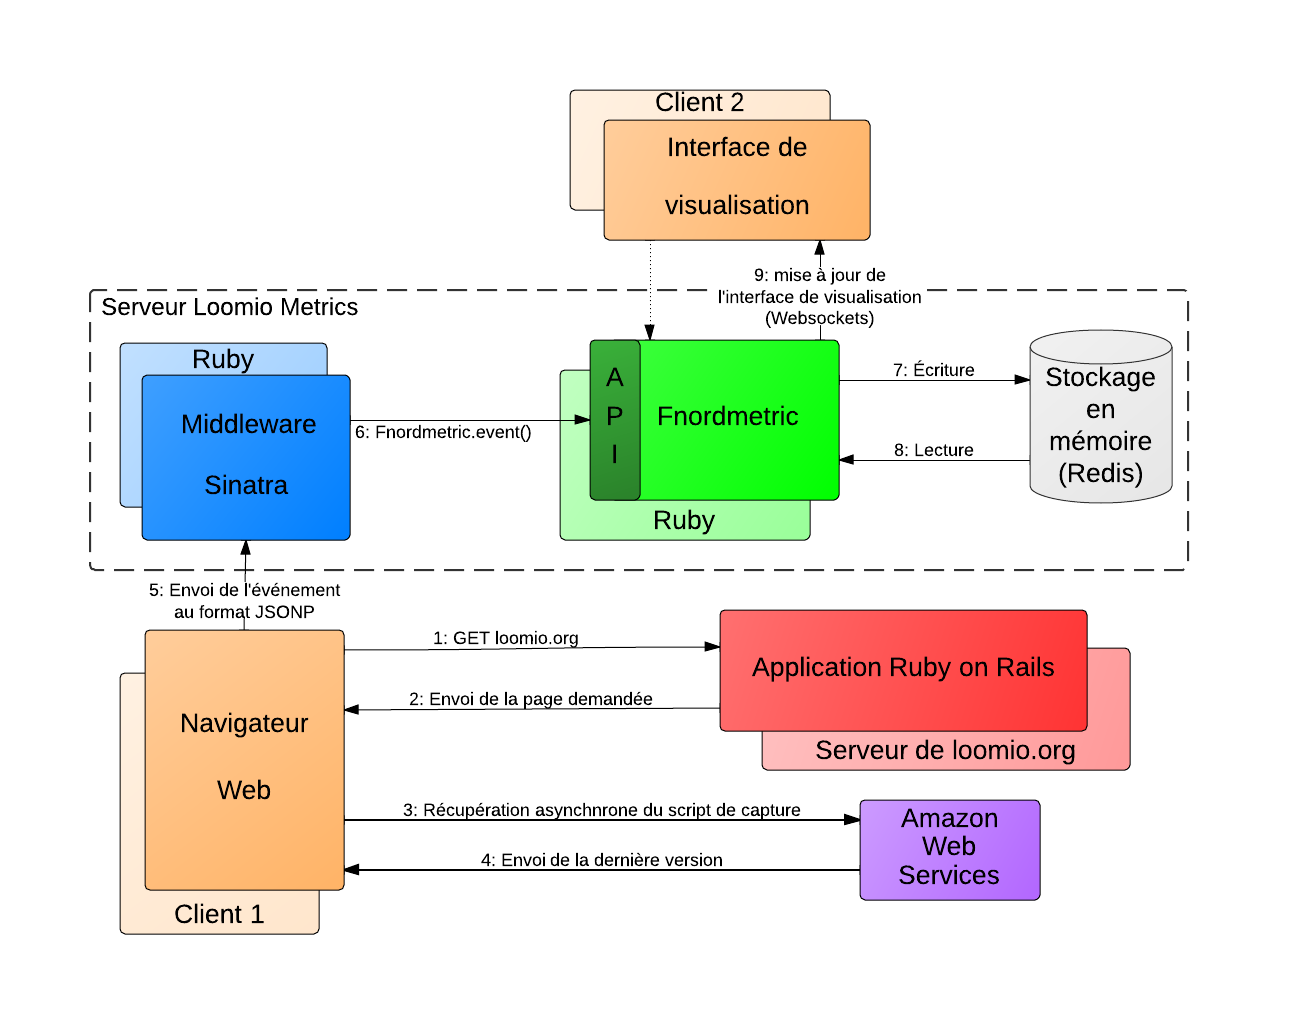 Client 2
Interface de
visualisation
9: mise à jour de
l'interface de visualisation
(Websockets)
Serveur Loomio Metrics
Ruby
Middleware
Sinatra
6: Fnordmetric.event()
A
P
I
Fnordmetric
Ruby
7: Écriture
8: Lecture
Stockage
en
mémoire
(Redis)
5: Envoi de l'événement
au format JSONP
1: GET loomio.org
2: Envoi de la page demandée
Application Ruby on Rails
Serveur de loomio.org
Navigateur
Web
3: Récupération asynchnrone du script de capture
4: Envoi de la dernière version
Amazon
Web
Services
Client 1